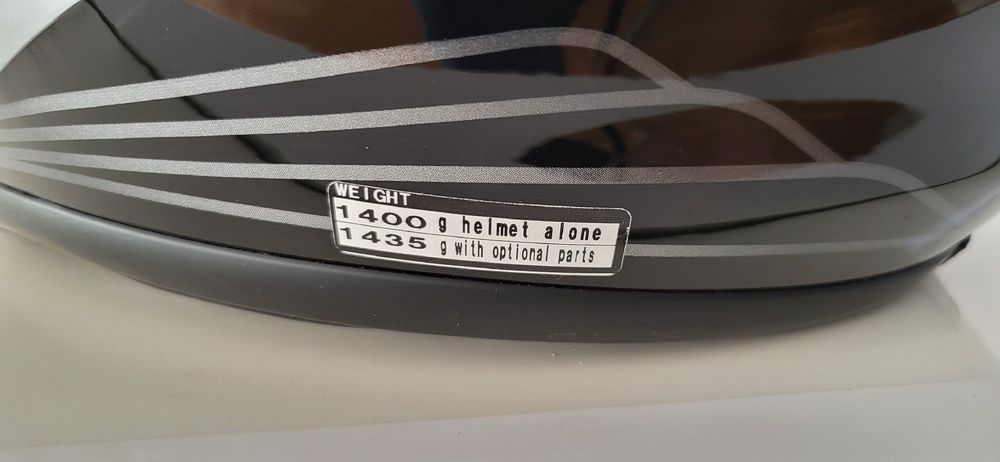 WEIGHT
1400 g helmet alone
1435 g with optional parts